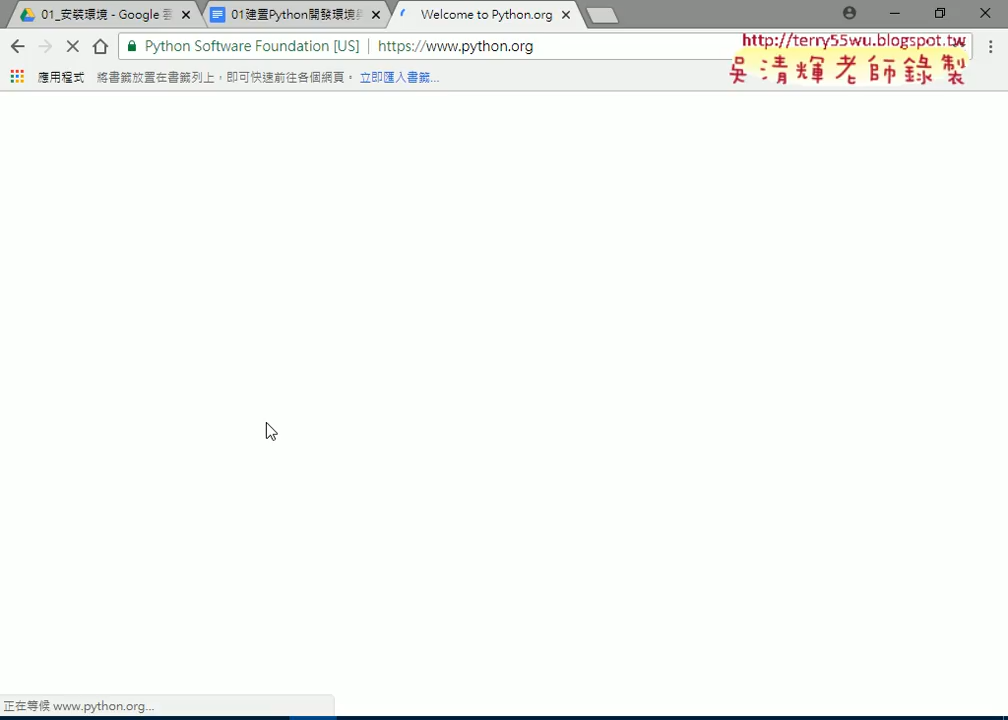 01_安裝環境 - Google 雲
01建置Python開發環境
Welcome to Python.org
Python Software Foundation [US] | https://www.python.org
http://terry55wu.blogspot.tw
吳清輝老師錄製
應用程式 將書籤放置在書籤列上，即可快速前往各個網頁。 立即匯入書籤...
正在等候 www.python.org...